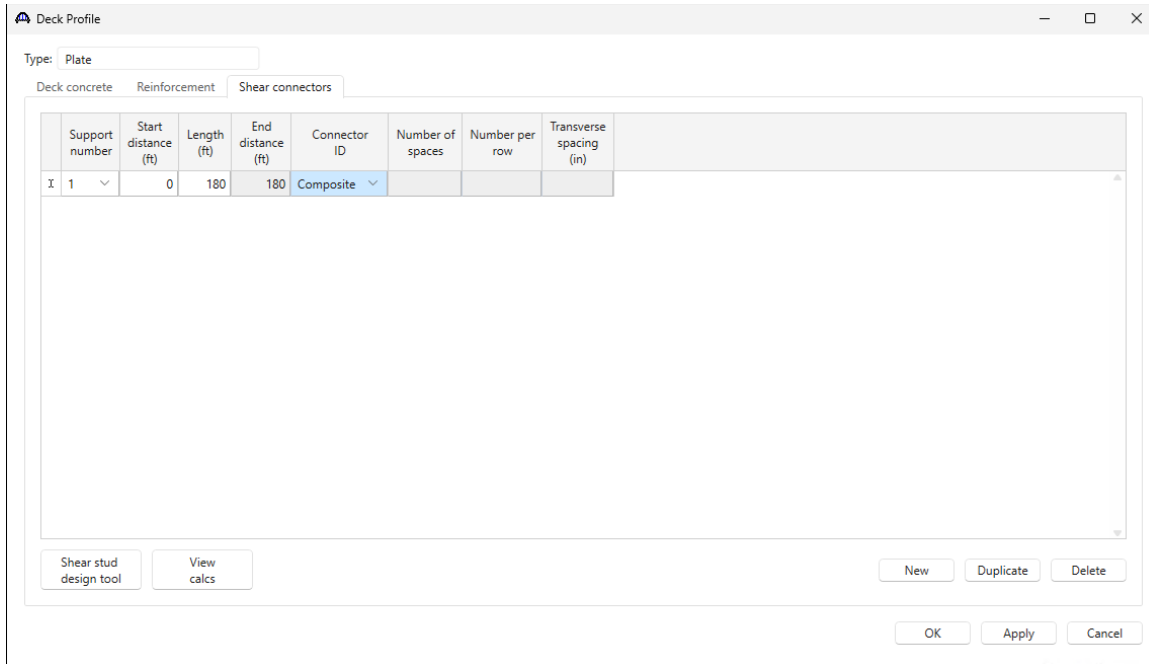 Deck Profile
Type: Plate
Deck concrete Reinforcement Shear connectors
Support number
Start distance (ft)
Length (ft)
End distance (ft)
Connector ID
Number of spaces
Number per row
Transverse spacing (in)
1 0 180 180 Composite
Shear stud design tool
View calcs
New Duplicate Delete
OK Apply Cancel